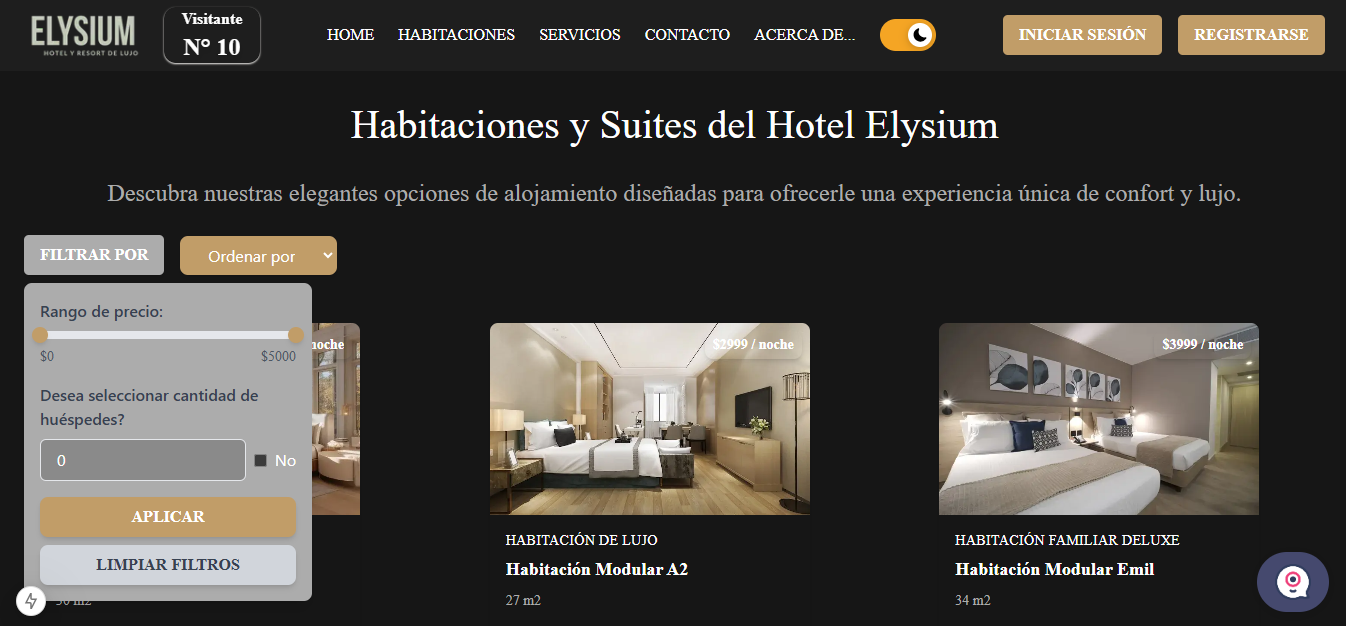 ELYSIUM
HOTEL Y RESORT DE LUJO
Visitante
N° 10
HOME
HABITACIONES
SERVICIOS
CONTACTO
ACERCA DE...
INICIAR SESIÓN
REGISTRARSE
Habitaciones y Suites del Hotel Elysium
Descubra nuestras elegantes opciones de alojamiento diseñadas para ofrecerle una experiencia única de confort y lujo.
FILTRAR POR
Ordenar por
Rango de precio:
$0
$5000
Desea seleccionar cantidad de
huéspedes?
0
No
APLICAR
LIMPIAR FILTROS
noche
m2
$2999 / noche
HABITACIÓN DE LUJO
Habitación Modular A2
27 m2
$3999 / noche
HABITACIÓN FAMILIAR DELUXE
Habitación Modular Emil
34 m2